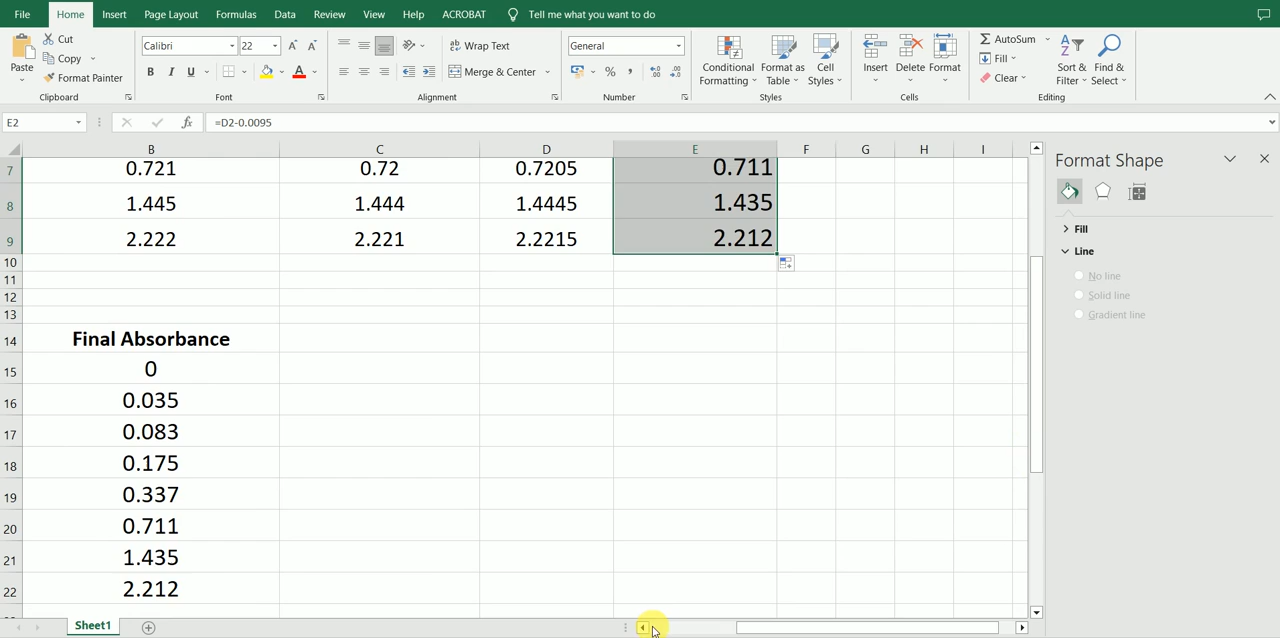 File Home Insert Page Layout Formulas Data Review View Help ACROBAT Tell me what you want to do
Paste Cut Copy Format Painter
Clipboard
Calibri 22
B I U
Font
Wrap Text
Merge & Center
Alignment
General
Number
Conditional Formatting Format as Table Cell Styles
Styles
Insert Delete Format
Cells
AutoSum
Fill
Clear
Sort & Filter Find & Select
Editing
E2 fx =D2-0.0095
B C D E F G H I
7 0.721 0.72 0.7205 0.711
8 1.445 1.444 1.4445 1.435
9 2.222 2.221 2.2215 2.212
10
11
12
13
14 Final Absorbance
15 0
16 0.035
17 0.083
18 0.175
19 0.337
20 0.711
21 1.435
22 2.212
Sheet1
Format Shape
Fill
Line
No line
Solid line
Gradient line